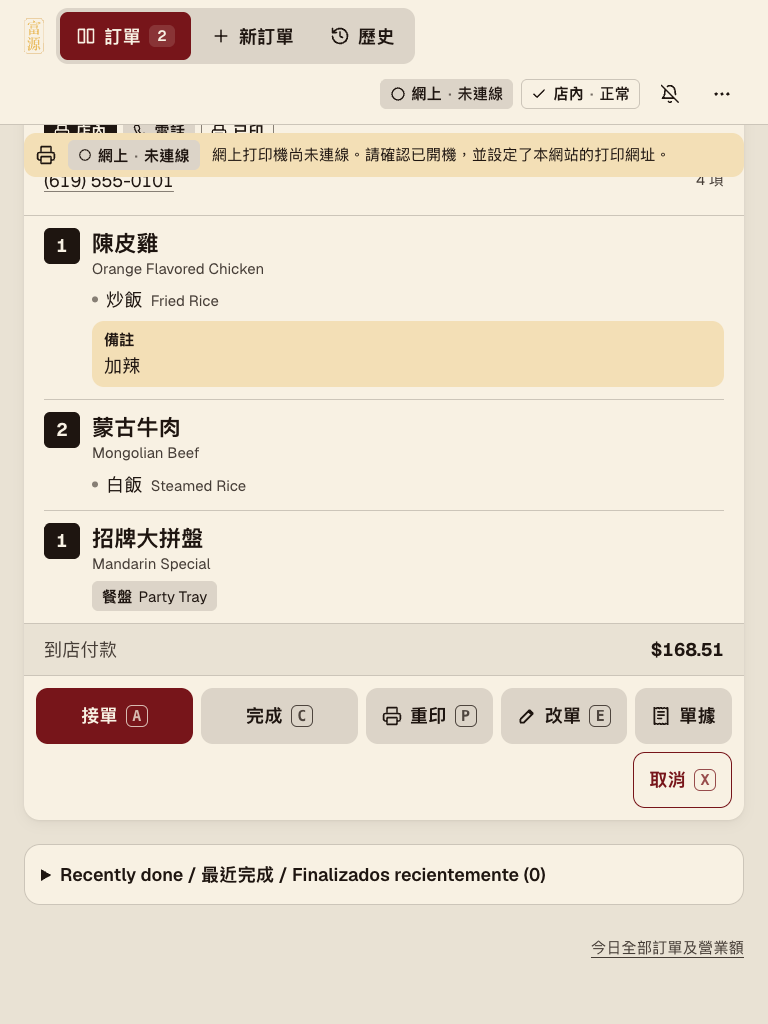 富源
訂單 2
新訂單
歷史
網上 · 未連線
店內 · 正常
店內 電話 已印
網上 · 未連線 網上打印機尚未連線。請確認已開機，並設定了本網站的打印網址。
(619) 555-0101
4 項
1 陳皮雞
Orange Flavored Chicken
炒飯 Fried Rice
備註
加辣
2 蒙古牛肉
Mongolian Beef
白飯 Steamed Rice
1 招牌大拼盤
Mandarin Special
餐盤 Party Tray
到店付款 $168.51
接單 A 完成 C 重印 P 改單 E 單據
取消 X
Recently done / 最近完成 / Finalizados recientemente (0)
今日全部訂單及營業額